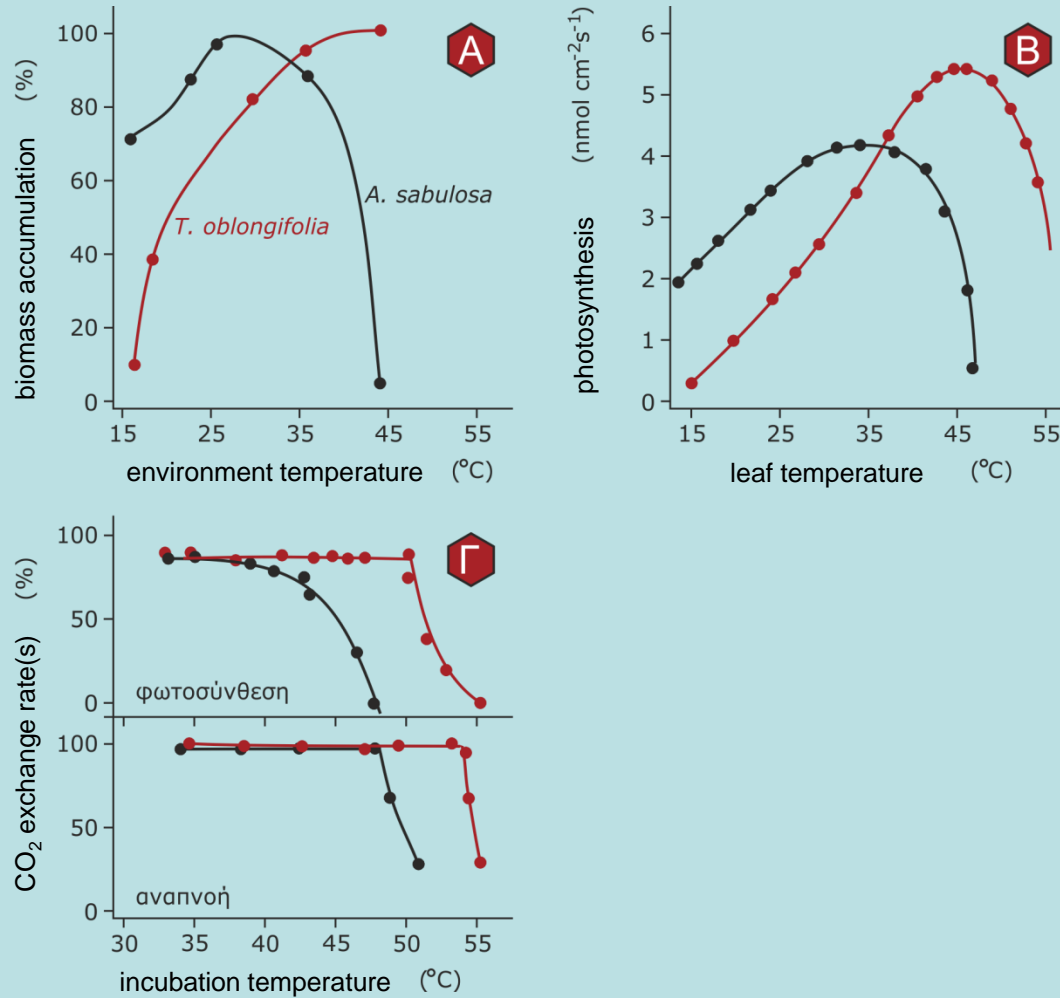 A
biomass accumulation (%)
100
80
60
40
20
0
T. oblongifolia
A. sabulosa
15 25 35 45 55
environment temperature (°C)
B
photosynthesis (nmol cm-2s-1)
6
5
4
3
2
1
0
15 25 35 45 55
leaf temperature (°C)
Γ
CO2 exchange rate(s) (%)
100
50
0
φωτοσύνθεση
100
50
0
αναπνοή
30 35 40 45 50 55
incubation temperature (°C)